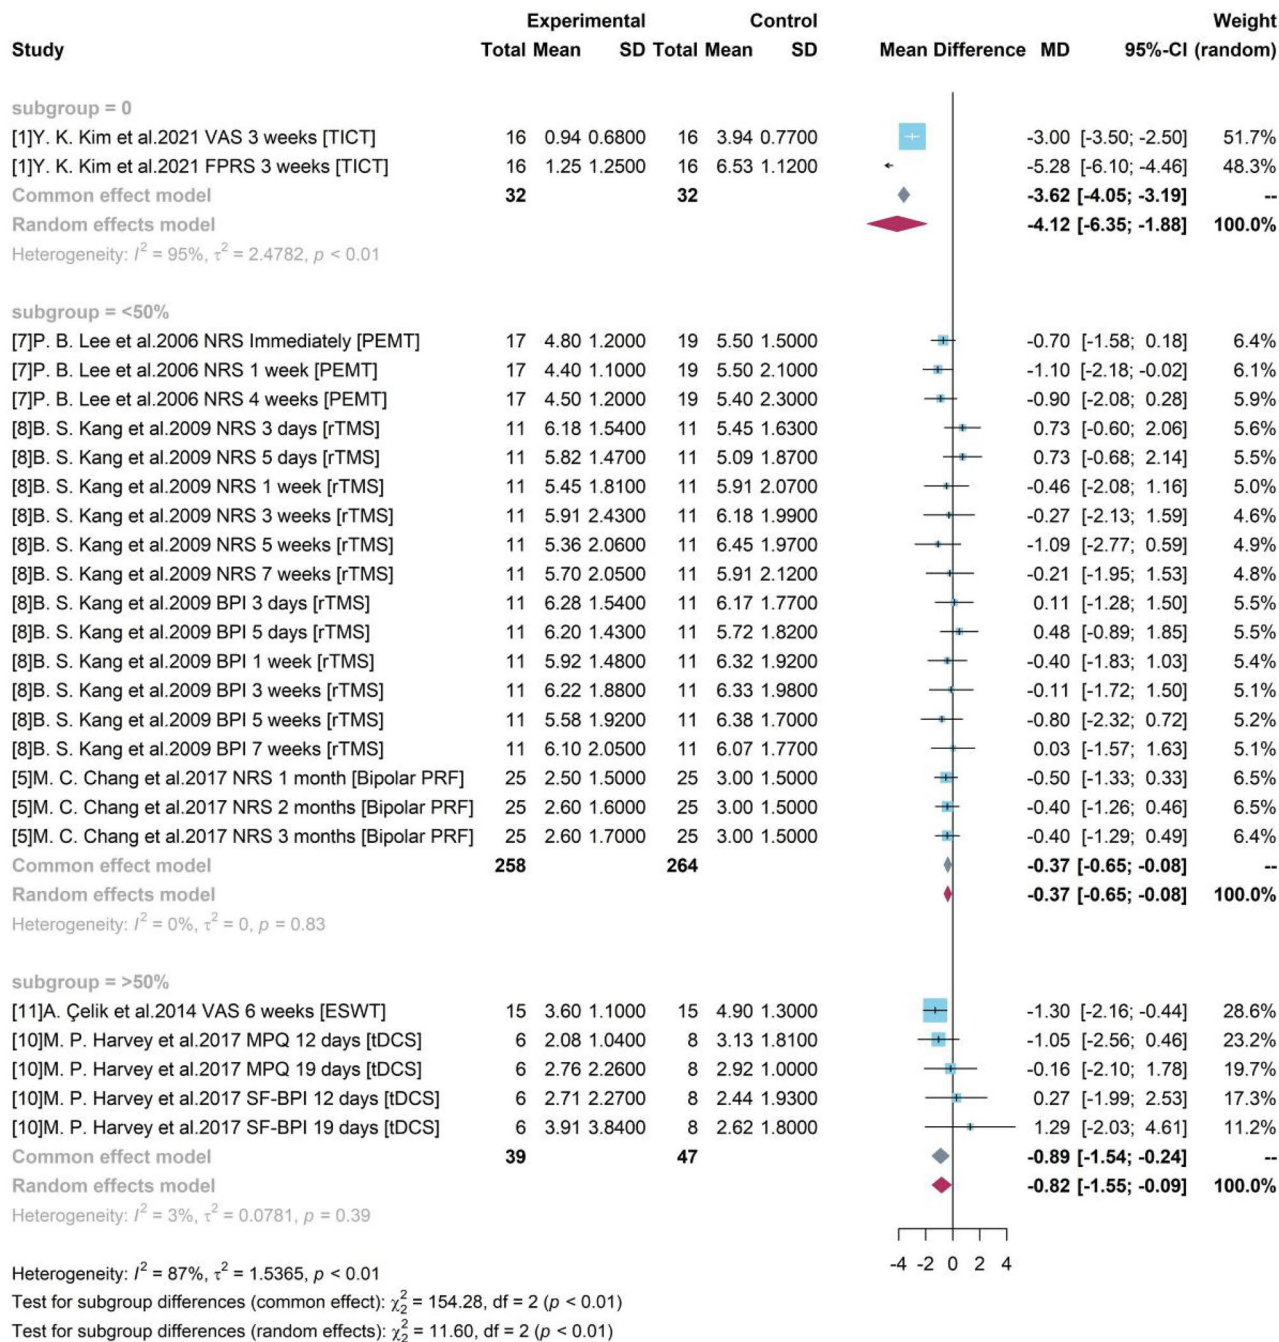 Experimental Control Weight
Study Total Mean SD Total Mean SD Mean Difference MD 95%-CI (random)
subgroup = 0
[1]Y. K. Kim et al.2021 VAS 3 weeks [TICT] 16 0.94 0.6800 16 3.94 0.7700 -3.00 [-3.50; -2.50] 51.7%
[1]Y. K. Kim et al.2021 FPRS 3 weeks [TICT] 16 1.25 1.2500 16 6.53 1.1200 -5.28 [-6.10; -4.46] 48.3%
Common effect model 32 32 -3.62 [-4.05; -3.19] --
Random effects model -4.12 [-6.35; -1.88] 100.0%
Heterogeneity: I² = 95%, τ² = 2.4782, p < 0.01
subgroup = <50%
[7]P. B. Lee et al.2006 NRS Immediately [PEMT] 17 4.80 1.2000 19 5.50 1.5000 -0.70 [-1.58; 0.18] 6.4%
[7]P. B. Lee et al.2006 NRS 1 week [PEMT] 17 4.40 1.1000 19 5.50 2.1000 -1.10 [-2.18; -0.02] 6.1%
[7]P. B. Lee et al.2006 NRS 4 weeks [PEMT] 17 4.50 1.2000 19 5.40 2.3000 -0.90 [-2.08; 0.28] 5.9%
[8]B. S. Kang et al.2009 NRS 3 days [rTMS] 11 6.18 1.5400 11 5.45 1.6300 0.73 [-0.60; 2.06] 5.6%
[8]B. S. Kang et al.2009 NRS 5 days [rTMS] 11 5.82 1.4700 11 5.09 1.8700 0.73 [-0.68; 2.14] 5.5%
[8]B. S. Kang et al.2009 NRS 1 week [rTMS] 11 5.45 1.8100 11 5.91 2.0700 -0.46 [-2.08; 1.16] 5.0%
[8]B. S. Kang et al.2009 NRS 3 weeks [rTMS] 11 5.91 2.4300 11 6.18 1.9900 -0.27 [-2.13; 1.59] 4.6%
[8]B. S. Kang et al.2009 NRS 5 weeks [rTMS] 11 5.36 2.0600 11 6.45 1.9700 -1.09 [-2.77; 0.59] 4.9%
[8]B. S. Kang et al.2009 NRS 7 weeks [rTMS] 11 5.70 2.0500 11 5.91 2.1200 -0.21 [-1.95; 1.53] 4.8%
[8]B. S. Kang et al.2009 BPI 3 days [rTMS] 11 6.28 1.5400 11 6.17 1.7700 0.11 [-1.28; 1.50] 5.5%
[8]B. S. Kang et al.2009 BPI 5 days [rTMS] 11 6.20 1.4300 11 5.72 1.8200 0.48 [-0.89; 1.85] 5.5%
[8]B. S. Kang et al.2009 BPI 1 week [rTMS] 11 5.92 1.4800 11 6.32 1.9200 -0.40 [-1.83; 1.03] 5.4%
[8]B. S. Kang et al.2009 BPI 3 weeks [rTMS] 11 6.22 1.8800 11 6.33 1.9800 -0.11 [-1.72; 1.50] 5.1%
[8]B. S. Kang et al.2009 BPI 5 weeks [rTMS] 11 5.58 1.9200 11 6.38 1.7000 -0.80 [-2.32; 0.72] 5.2%
[8]B. S. Kang et al.2009 BPI 7 weeks [rTMS] 11 6.10 2.0500 11 6.07 1.7700 0.03 [-1.57; 1.63] 5.1%
[5]M. C. Chang et al.2017 NRS 1 month [Bipolar PRF] 25 2.50 1.5000 25 3.00 1.5000 -0.50 [-1.33; 0.33] 6.5%
[5]M. C. Chang et al.2017 NRS 2 months [Bipolar PRF] 25 2.60 1.6000 25 3.00 1.5000 -0.40 [-1.26; 0.46] 6.5%
[5]M. C. Chang et al.2017 NRS 3 months [Bipolar PRF] 25 2.60 1.7000 25 3.00 1.5000 -0.40 [-1.29; 0.49] 6.4%
Common effect model 258 264 -0.37 [-0.65; -0.08] --
Random effects model -0.37 [-0.65; -0.08] 100.0%
Heterogeneity: I² = 0%, τ² = 0, p = 0.83
subgroup = >50%
[11]A. Çelik et al.2014 VAS 6 weeks [ESWT] 15 3.60 1.1000 15 4.90 1.3000 -1.30 [-2.16; -0.44] 28.6%
[10]M. P. Harvey et al.2017 MPQ 12 days [tDCS] 6 2.08 1.0400 8 3.13 1.8100 -1.05 [-2.56; 0.46] 23.2%
[10]M. P. Harvey et al.2017 MPQ 19 days [tDCS] 6 2.76 2.2600 8 2.92 1.0000 -0.16 [-2.10; 1.78] 19.7%
[10]M. P. Harvey et al.2017 SF-BPI 12 days [tDCS] 6 2.71 2.2700 8 2.44 1.9300 0.27 [-1.99; 2.53] 17.3%
[10]M. P. Harvey et al.2017 SF-BPI 19 days [tDCS] 6 3.91 3.8400 8 2.62 1.8000 1.29 [-2.03; 4.61] 11.2%
Common effect model 39 47 -0.89 [-1.54; -0.24] --
Random effects model -0.82 [-1.55; -0.09] 100.0%
Heterogeneity: I² = 3%, τ² = 0.0781, p = 0.39
-4 -2 0 2 4
Heterogeneity: I² = 87%, τ² = 1.5365, p < 0.01
Test for subgroup differences (common effect): χ²₂ = 154.28, df = 2 (p < 0.01)
Test for subgroup differences (random effects): χ²₂ = 11.60, df = 2 (p < 0.01)